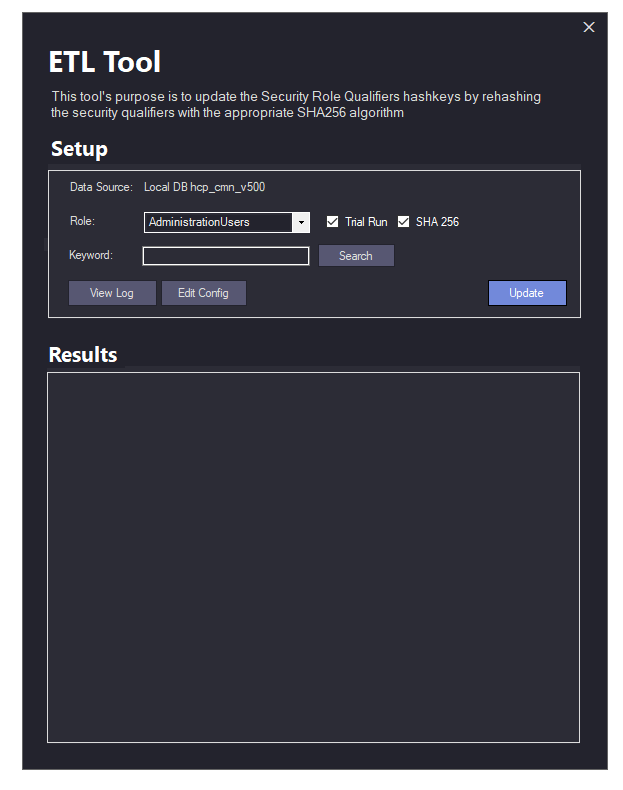 ETL Tool
This tool's purpose is to update the Security Role Qualifiers hashkeys by rehashing
the security qualifiers with the appropriate SHA256 algorithm
Setup
Data Source: Local DB hcp_cmn_v500
Role: AdministrationUsers Trial Run SHA 256
Keyword: Search
View Log Edit Config Update
Results